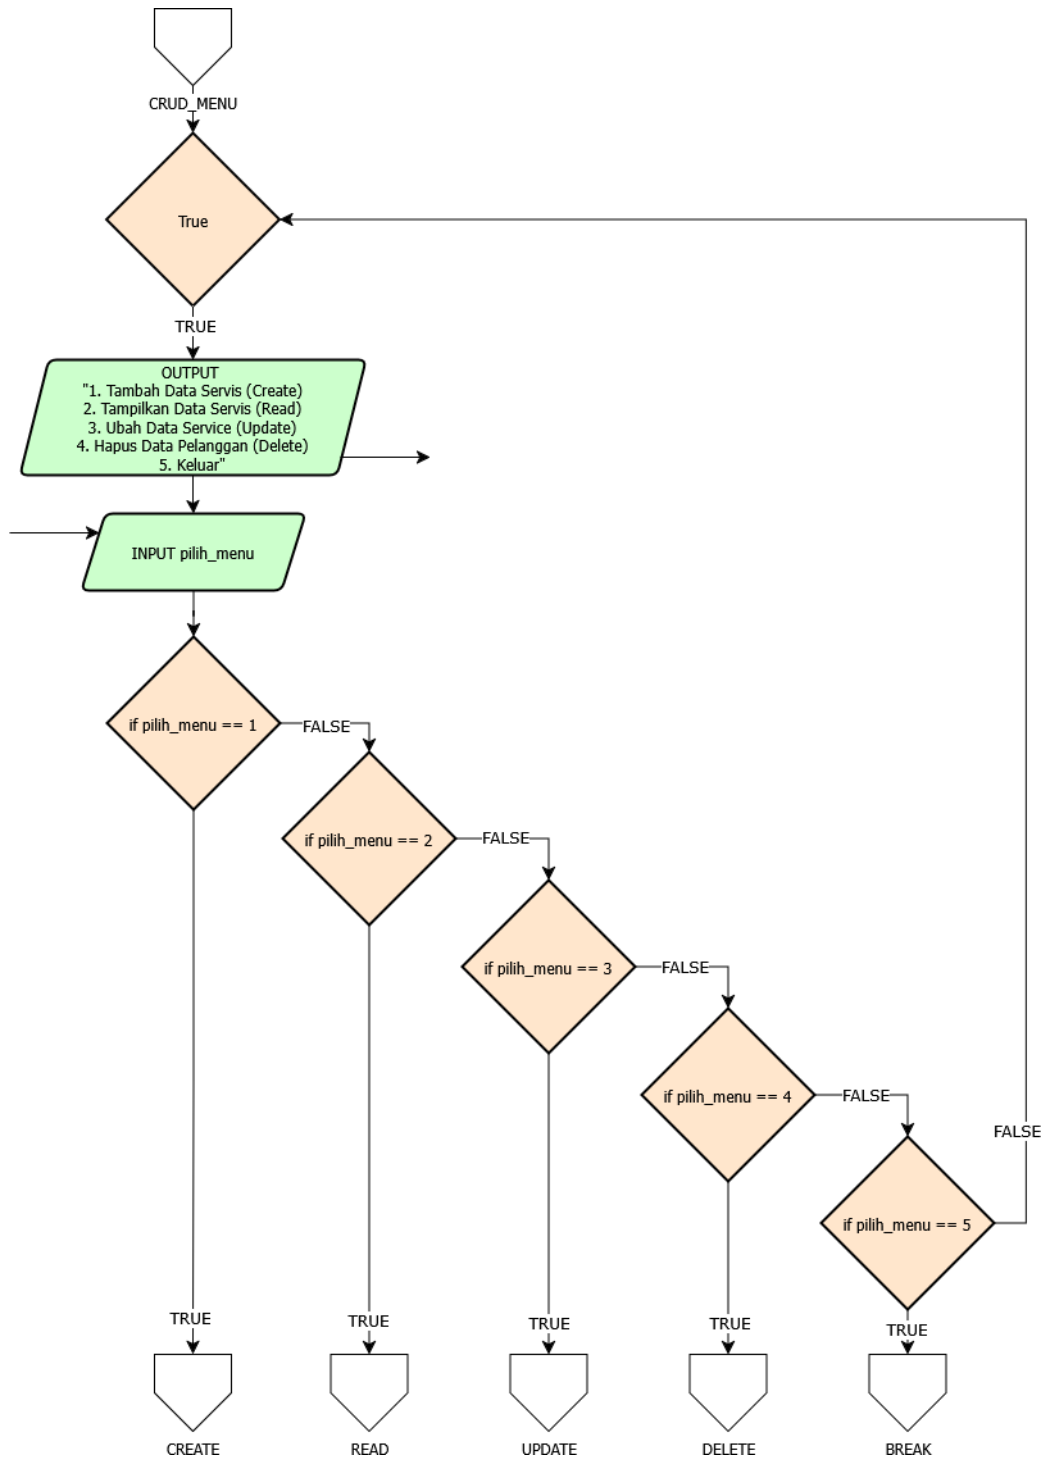 CRUD_MENU
True
TRUE
OUTPUT
"1. Tambah Data Servis (Create)
2. Tampilkan Data Servis (Read)
3. Ubah Data Service (Update)
4. Hapus Data Pelanggan (Delete)
5. Keluar"
INPUT pilih_menu
if pilih_menu == 1
FALSE
if pilih_menu == 2
FALSE
if pilih_menu == 3
FALSE
if pilih_menu == 4
FALSE
if pilih_menu == 5
FALSE
TRUE
TRUE
TRUE
TRUE
TRUE
CREATE
READ
UPDATE
DELETE
BREAK